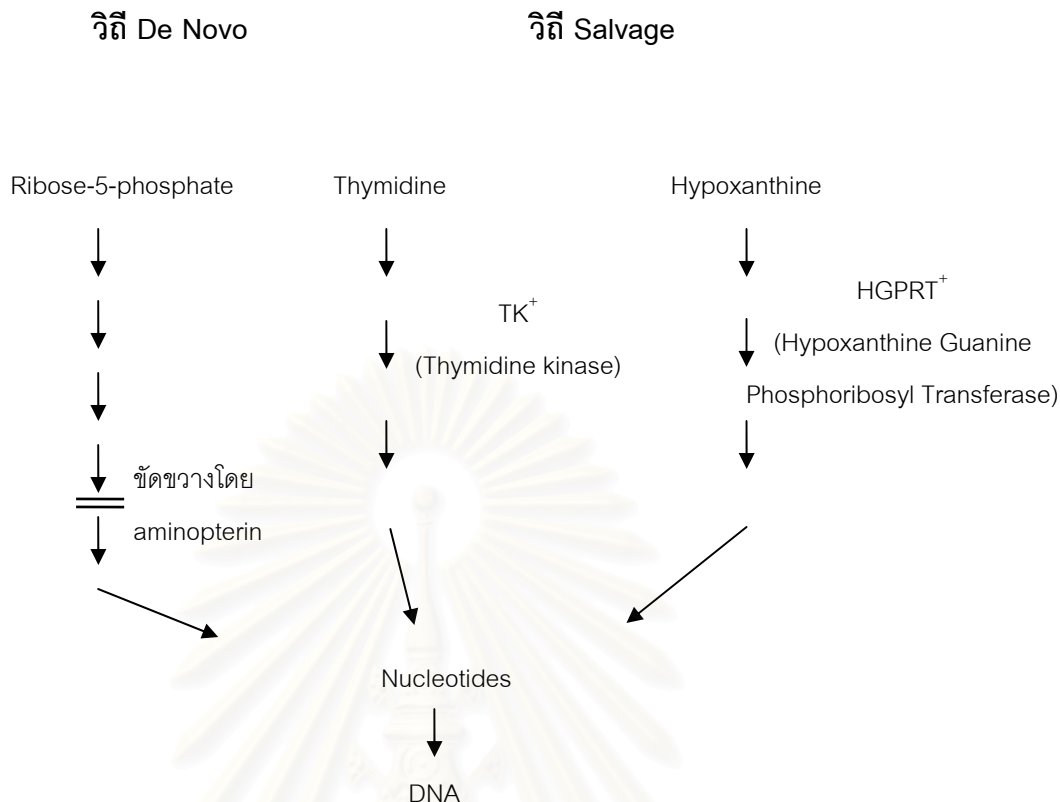 วิถี De Novo
วิถี Salvage
Ribose-5-phosphate
Thymidine
Hypoxanthine
TK⁺
(Thymidine kinase)
HGPRT⁺
(Hypoxanthine Guanine
Phosphoribosyl Transferase)
ขัดขวางโดย
aminopterin
Nucleotides
DNA